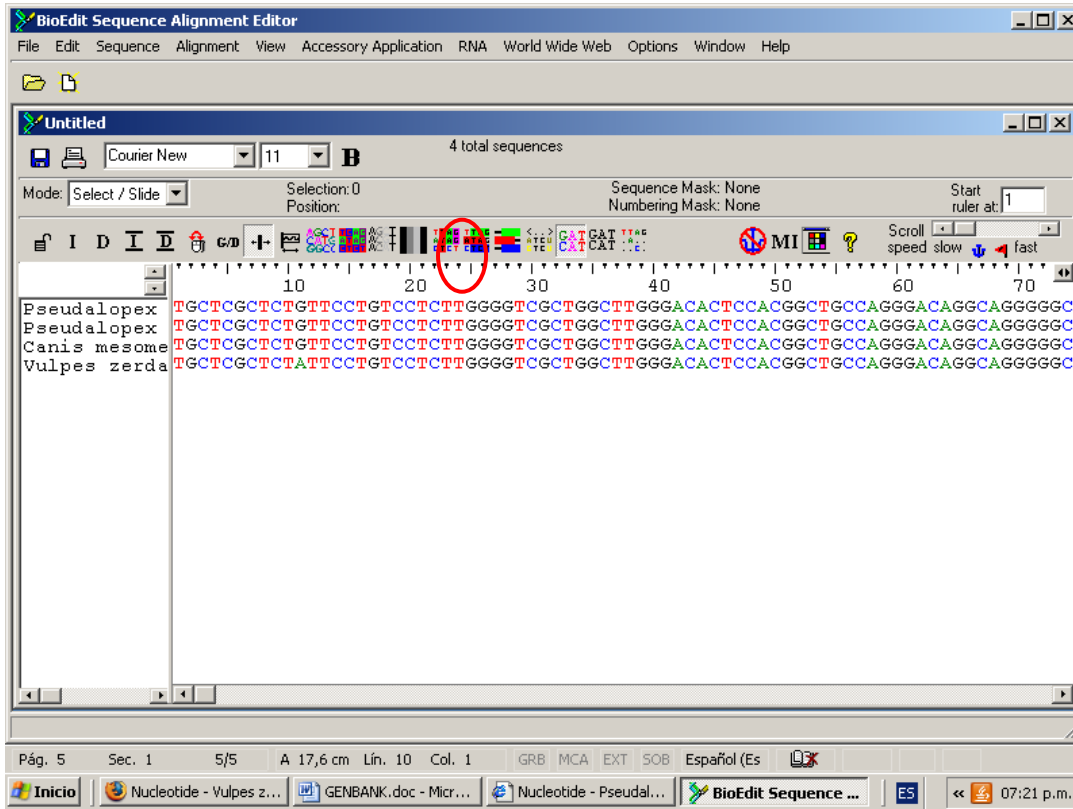 BioEdit Sequence Alignment Editor
File Edit Sequence Alignment View Accessory Application RNA World Wide Web Options Window Help
Untitled
Courier New 11 B 4 total sequences
Mode: Select / Slide Selection: 0 Sequence Mask: None Start
Position: Numbering Mask: None ruler at: 1
I D I D G/D GAT GAT MI ? Scroll
CAT CAT speed slow fast
10 20 30 40 50 60 70
Pseudalopex TGCTCGCTCTGTTCCTGTCCTCTTGGGGTCGCTGGCTTGGGACACTCCACGGCTGCCAGGGACAGGCAGGGGGC
Pseudalopex TGCTCGCTCTGTTCCTGTCCTCTTGGGGTCGCTGGCTTGGGACACTCCACGGCTGCCAGGGACAGGCAGGGGGC
Canis mesome TGCTCGCTCTGTTCCTGTCCTCTTGGGGTCGCTGGCTTGGGACACTCCACGGCTGCCAGGGACAGGCAGGGGGC
Vulpes zerda TGCTCGCTCTATTCCTGTCCTCTTGGGGTCGCTGGCTTGGGACACTCCACGGCTGCCAGGGACAGGCAGGGGGC
Pág. 5 Sec. 1 5/5 A 17,6 cm Lín. 10 Col. 1 GRB MCA EXT SOB Español (Es
Inicio Nucleotide - Vulpes z... GENBANK.doc - Micr... Nucleotide - Pseudal... BioEdit Sequence ... ES « 07:21 p.m.